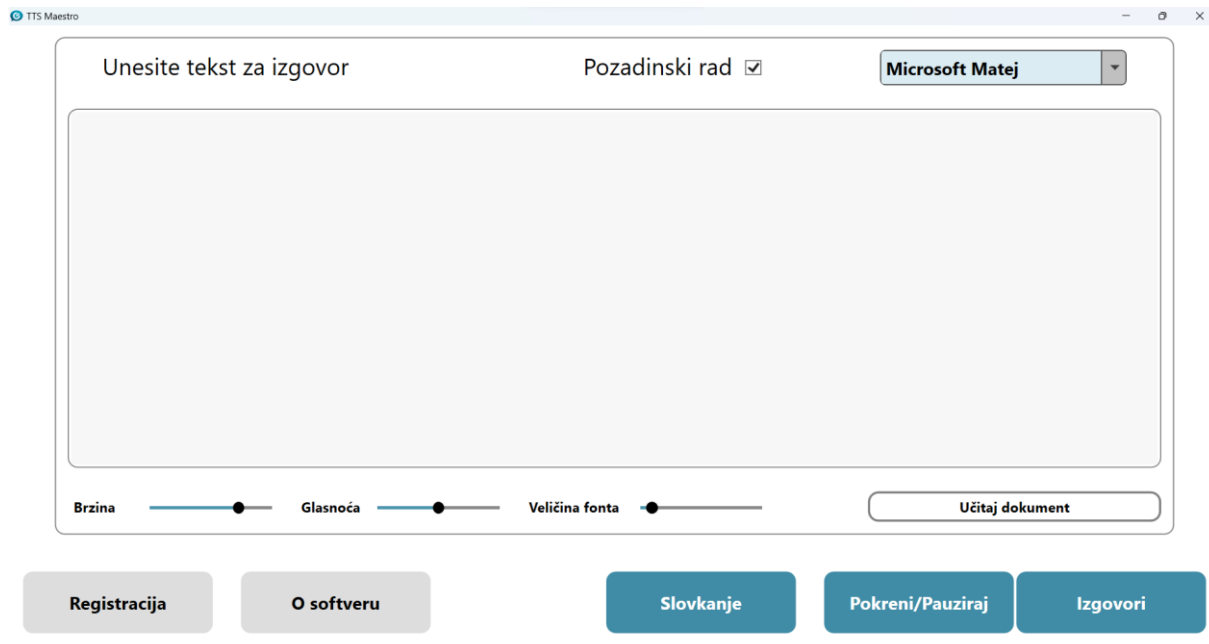 TTS Maestro
Unesite tekst za izgovor
Pozadinski rad
Microsoft Matej
Brzina
Glasnoća
Veličina fonta
Učitaj dokument
Registracija
O softveru
Slovkanje
Pokreni/Pauziraj
Izgovori